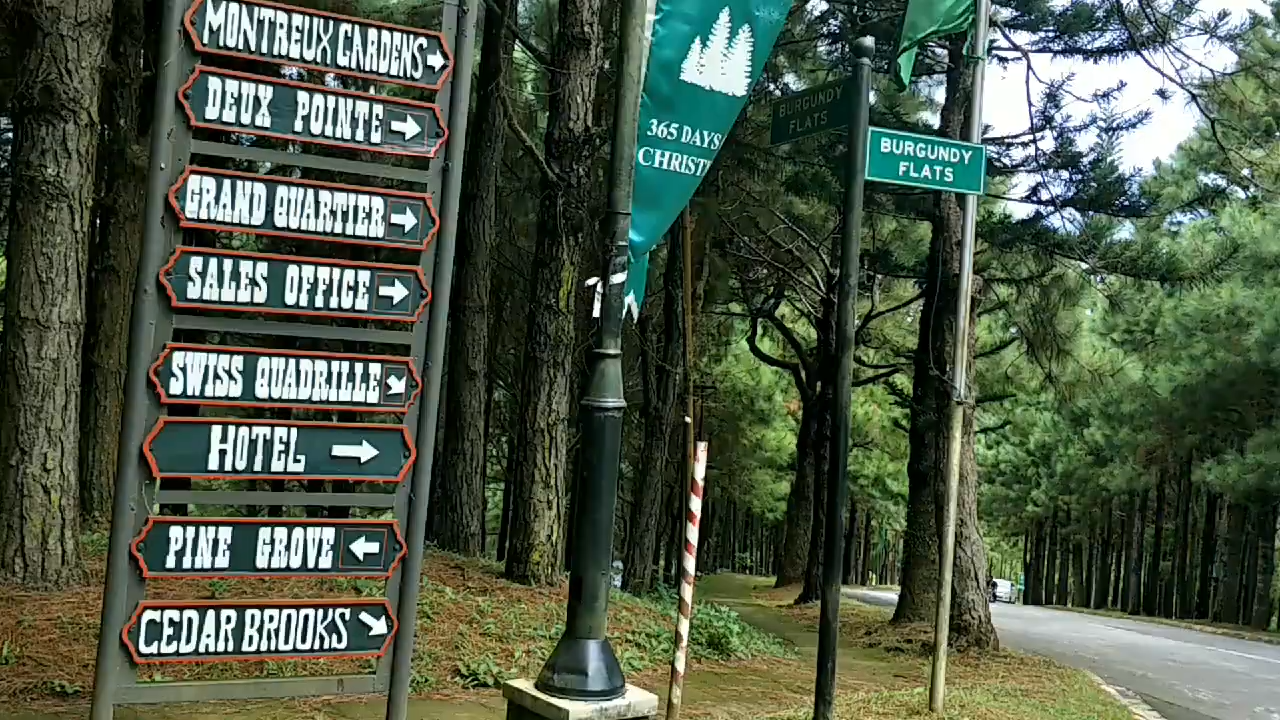 MONTREUX GARDENS
DEUX POINTE
GRAND QUARTIER
SALES OFFICE
SWISS QUADRILLE
HOTEL
PINE GROVE
CEDAR BROOKS
365 DAYS
BURGUNDY
FLATS
BURGUNDY
FLATS